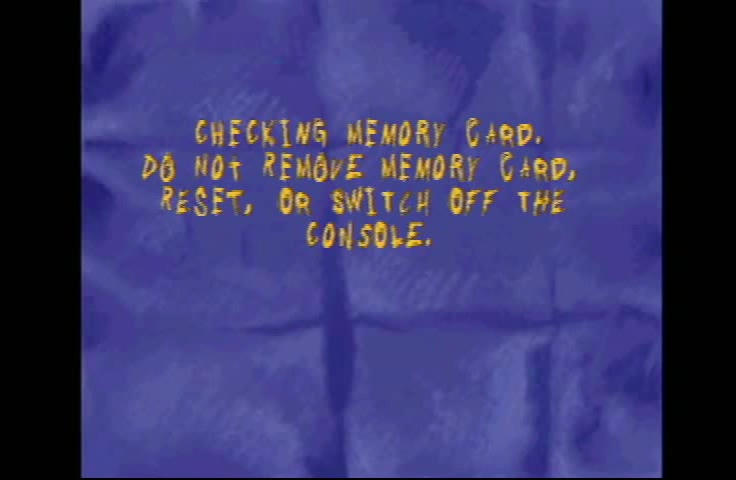 CHECKING MEMORY CARD.
DO NOT REMOVE MEMORY CARD,
RESET, OR SWITCH OFF THE
CONSOLE.